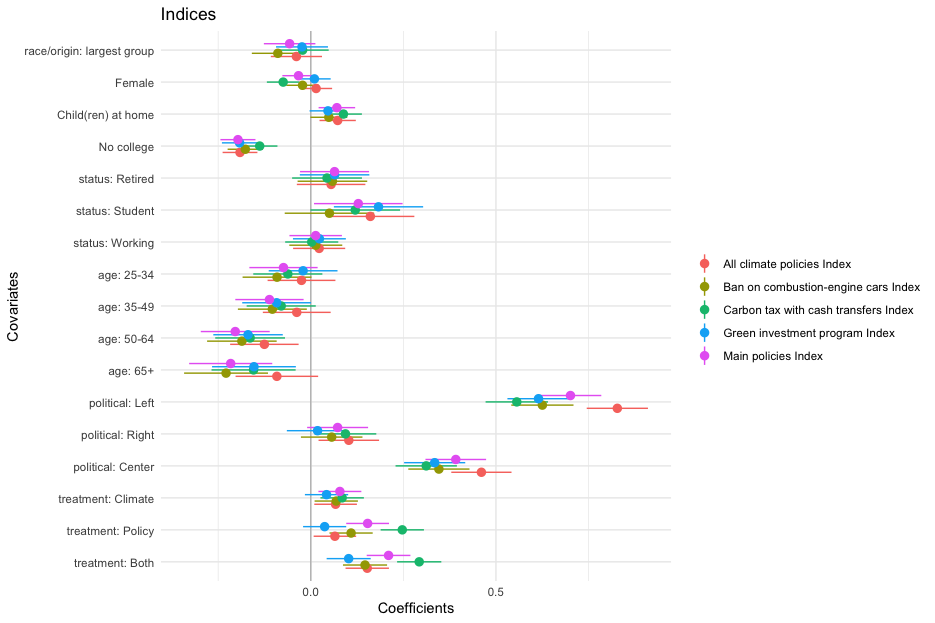 Indices
Covariates
race/origin: largest group
Female
Child(ren) at home
No college
status: Retired
status: Student
status: Working
age: 25-34
age: 35-49
age: 50-64
age: 65+
political: Left
political: Right
political: Center
treatment: Climate
treatment: Policy
treatment: Both
0.0 0.5
Coefficients
All climate policies Index
Ban on combustion-engine cars Index
Carbon tax with cash transfers Index
Green investment program Index
Main policies Index